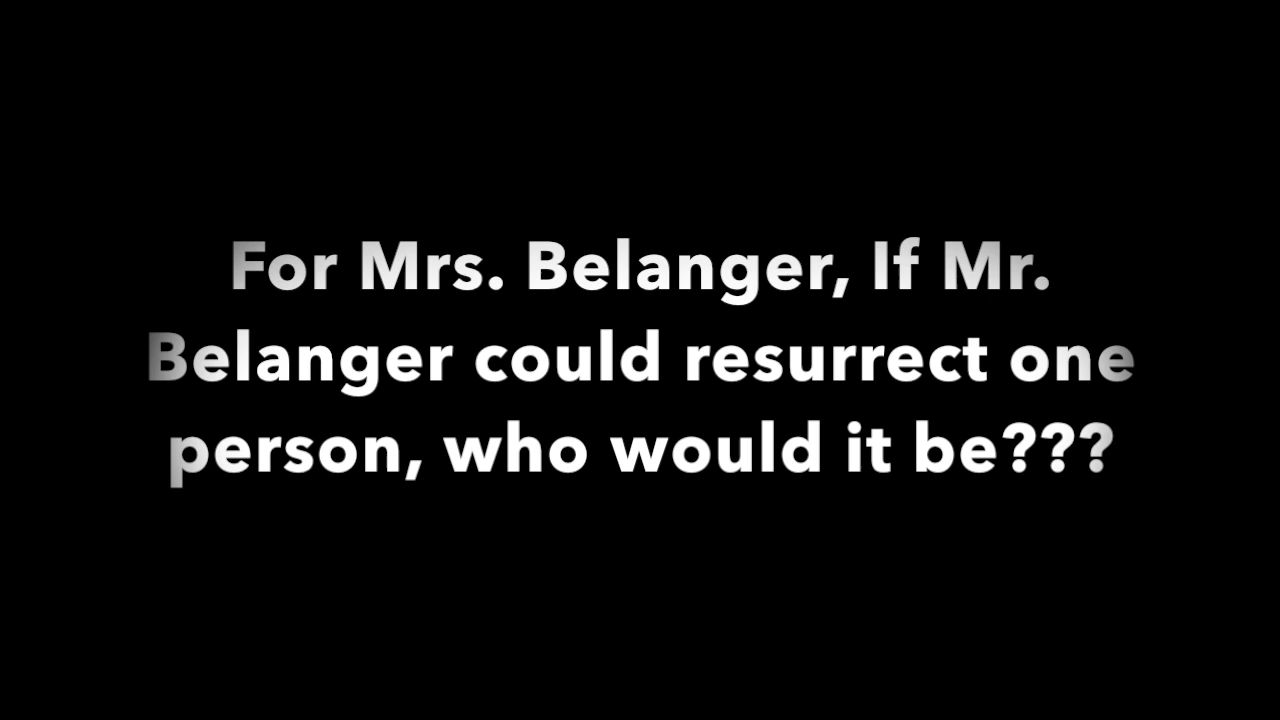 For Mrs. Belanger, If Mr.
Belanger could resurrect one
person, who would it be???